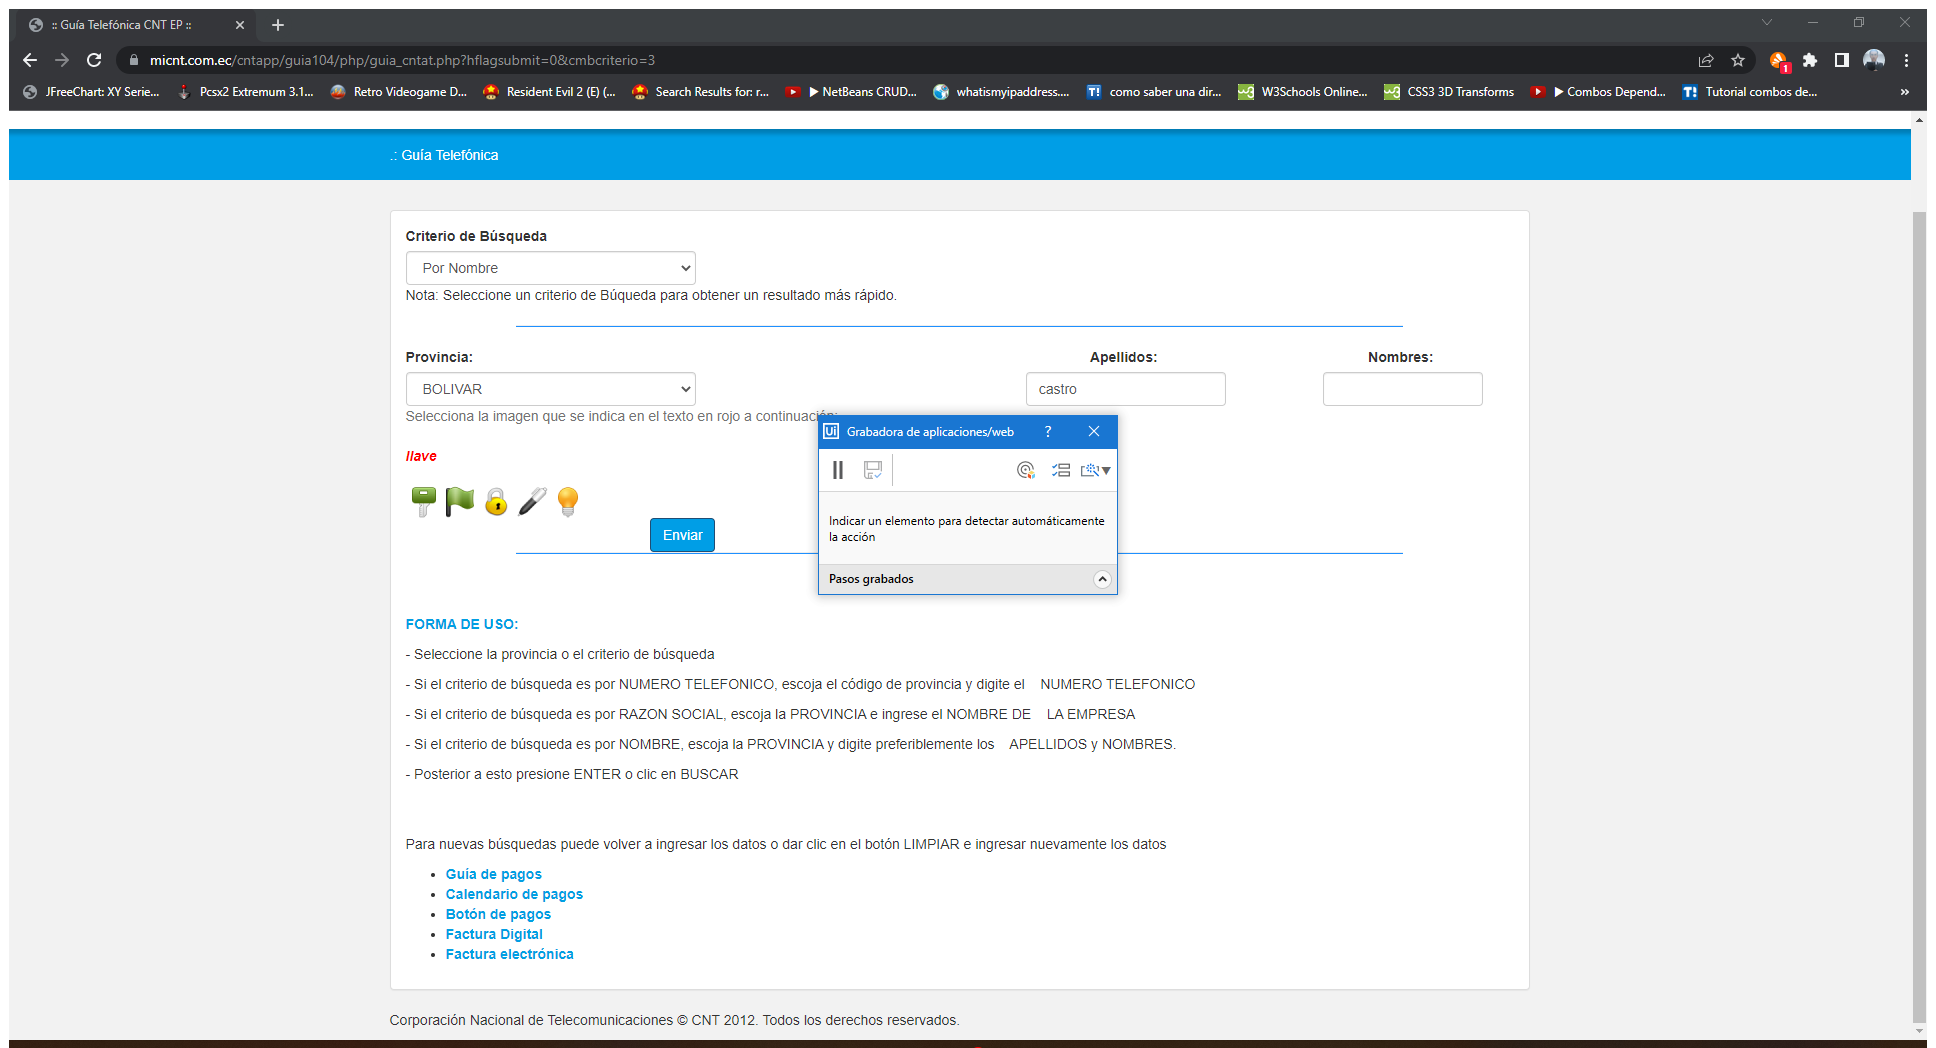 :: Guía Telefónica CNT EP ::
micnt.com.ec/cntapp/guia104/php/guia_cntat.php?hflagsubmit=0&cmbcriterio=3
1
JFreeChart: XY Serie... Pcsx2 Extremum 3.1... Retro Videogame D... Resident Evil 2 (E) (... Search Results for: r... ▶ NetBeans CRUD... whatismyipaddress.... T! como saber una dir... W3Schools Online... CSS3 3D Transforms ▶ Combos Depend... T! Tutorial combos de... »
.: Guía Telefónica
Criterio de Búsqueda
Por Nombre
Nota: Seleccione un criterio de Búqueda para obtener un resultado más rápido.
Provincia: Apellidos: Nombres:
BOLIVAR castro
Selecciona la imagen que se indica en el texto en rojo a continuación:
Ui Grabadora de aplicaciones/web ?
llave
Indicar un elemento para detectar automáticamente
la acción
Enviar
Pasos grabados
FORMA DE USO:
- Seleccione la provincia o el criterio de búsqueda
- Si el criterio de búsqueda es por NUMERO TELEFONICO, escoja el código de provincia y digite el NUMERO TELEFONICO
- Si el criterio de búsqueda es por RAZON SOCIAL, escoja la PROVINCIA e ingrese el NOMBRE DE LA EMPRESA
- Si el criterio de búsqueda es por NOMBRE, escoja la PROVINCIA y digite preferiblemente los APELLIDOS y NOMBRES.
- Posterior a esto presione ENTER o clic en BUSCAR
Para nuevas búsquedas puede volver a ingresar los datos o dar clic en el botón LIMPIAR e ingresar nuevamente los datos
• Guía de pagos
• Calendario de pagos
• Botón de pagos
• Factura Digital
• Factura electrónica
Corporación Nacional de Telecomunicaciones © CNT 2012. Todos los derechos reservados.